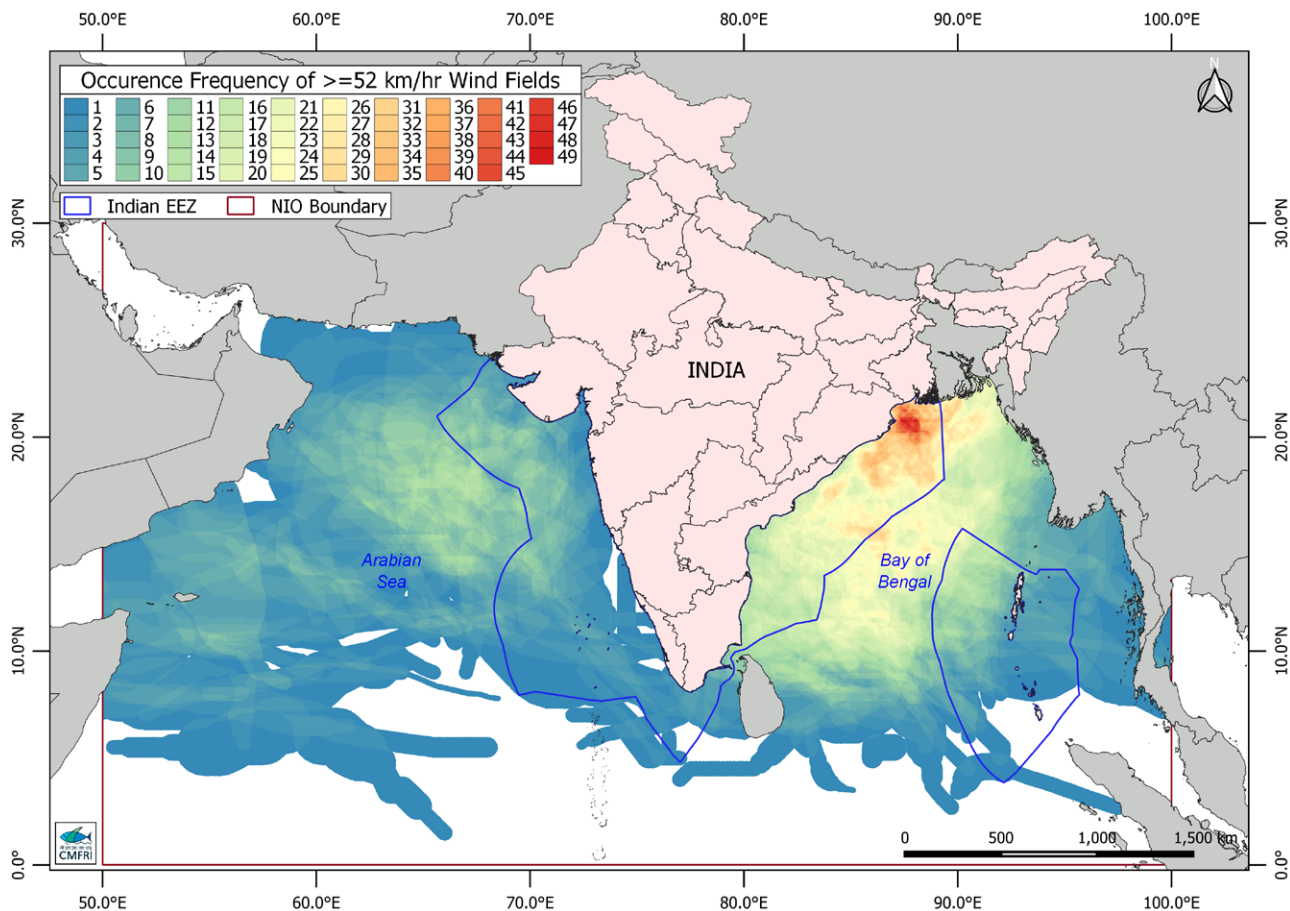 50.0°E 60.0°E 70.0°E 80.0°E 90.0°E 100.0°E
N
Occurence Frequency of >=52 km/hr Wind Fields
1 6 11 16 21 26 31 36 41 46
2 7 12 17 22 27 32 37 42 47
3 8 13 18 23 28 33 38 43 48
4 9 14 19 24 29 34 39 44 49
5 10 15 20 25 30 35 40 45
Indian EEZ NIO Boundary
30.0°N 30.0°N
INDIA
20.0°N 20.0°N
Arabian
Sea
Bay of
Bengal
10.0°N 10.0°N
CMFRI
0 500 1,000 1,500 km
0.0° 0.0°
50.0°E 60.0°E 70.0°E 80.0°E 90.0°E 100.0°E